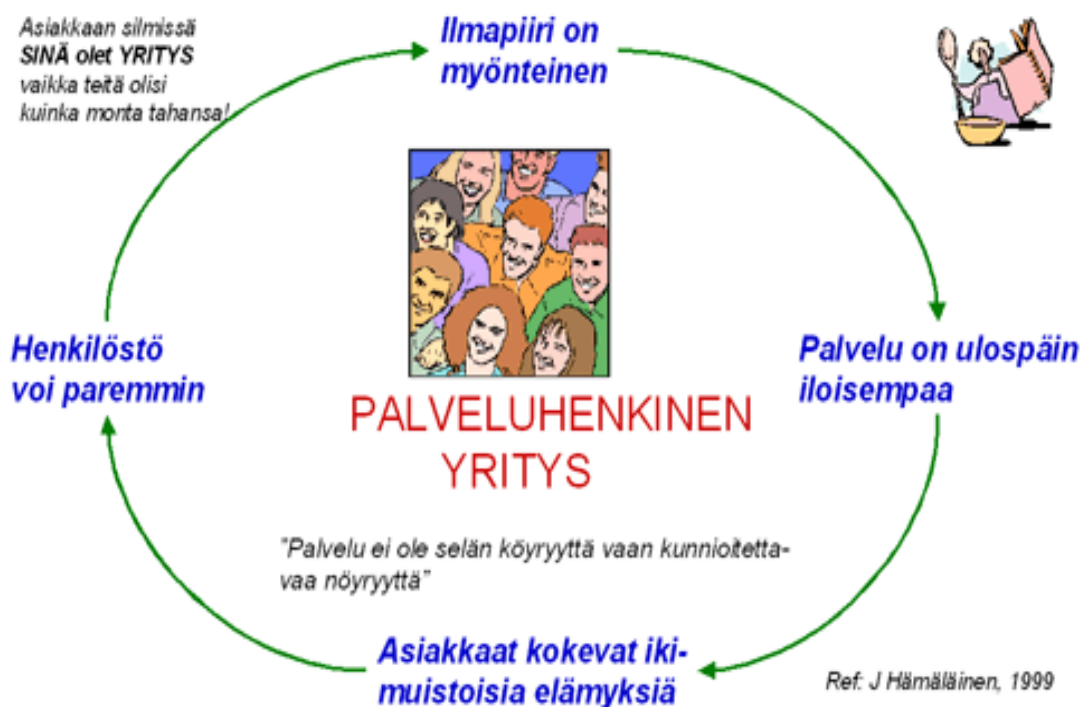 Asiakkaan silmissä
SINÄ olet YRITYS
vaikka teitä olisi
kuinka monta tahansa!
Ilmapiiri on
myönteinen
Henkilöstö
voi paremmin
Palvelu on ulospäin
iloisempaa
PALVELUHENKINEN
YRITYS
"Palvelu ei ole selän köyryyttä vaan kunnioitetta-
vaa nöyryyttä"
Asiakkaat kokevat iki-
muistoisia elämyksiä
Ref: J Hämäläinen, 1999